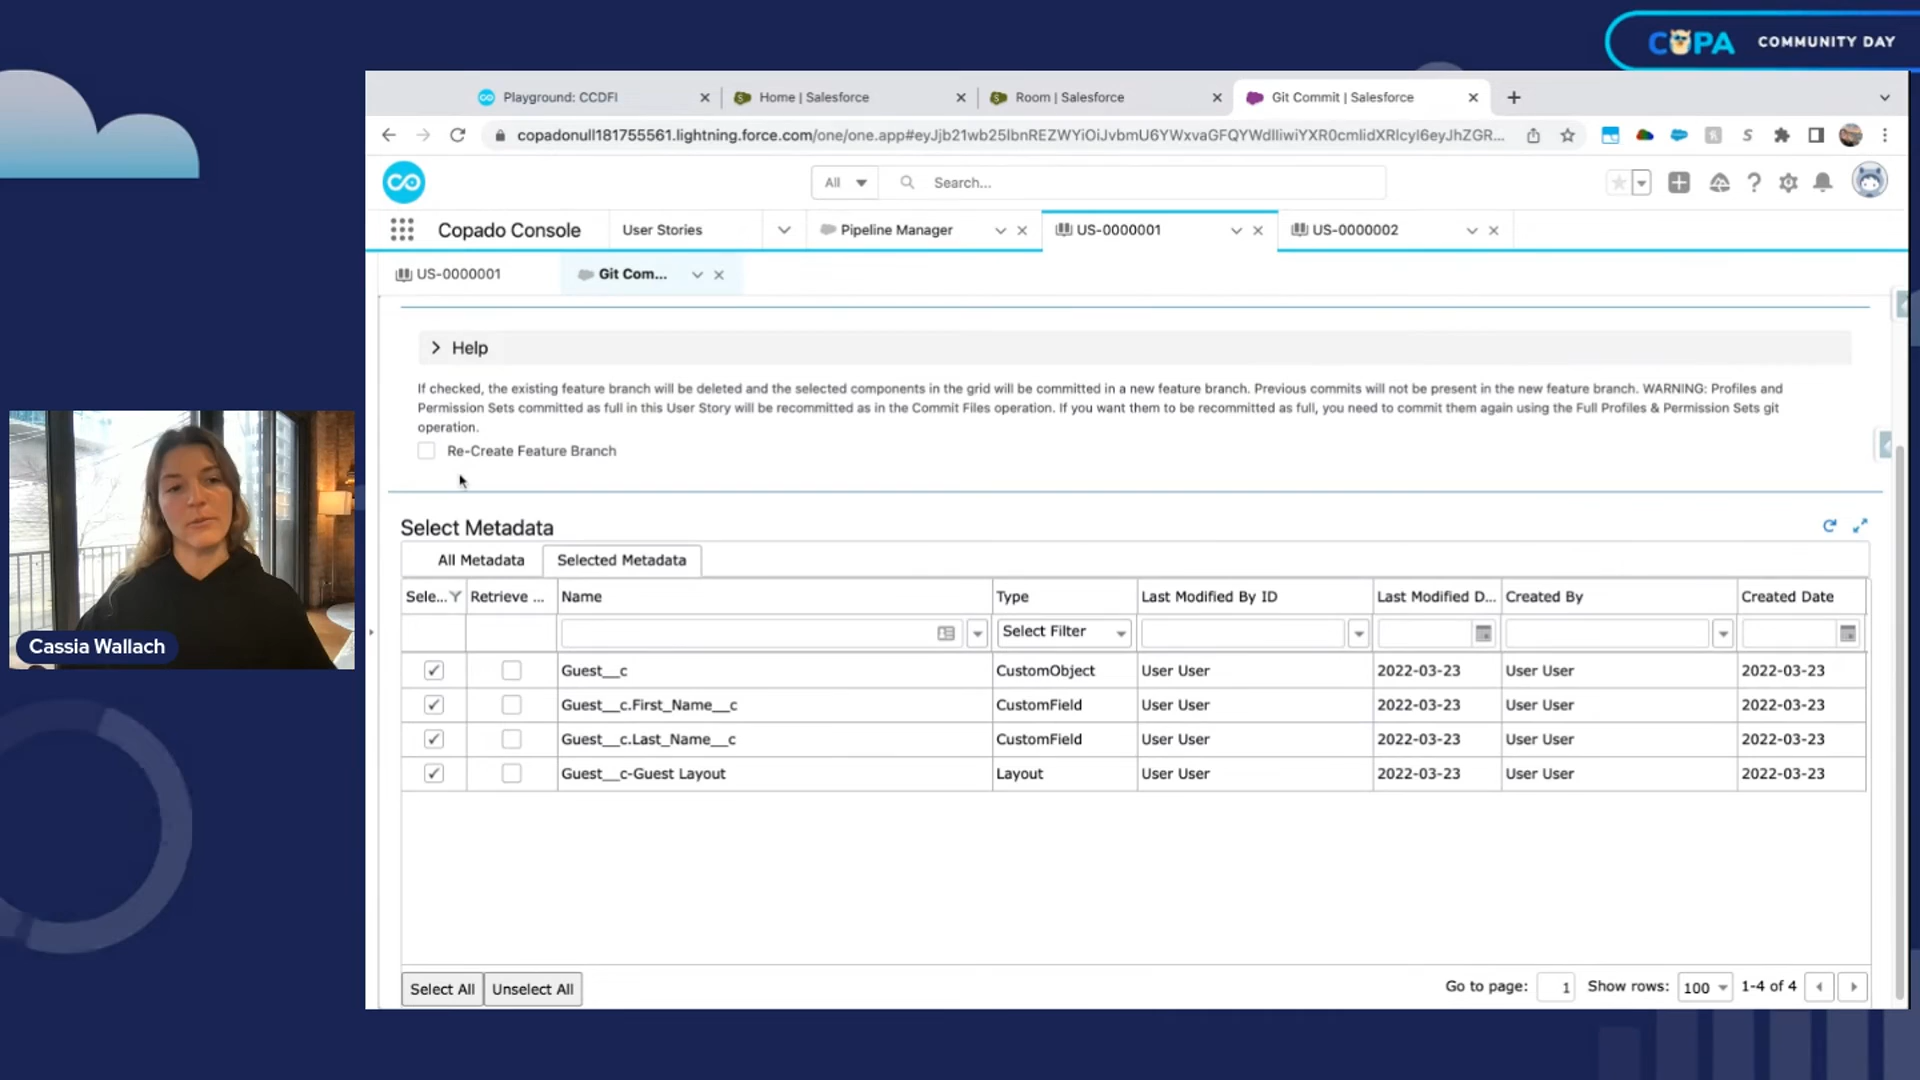 COPA COMMUNITY DAY
Playground: CCDFI
Home | Salesforce
Room | Salesforce
Git Commit | Salesforce
copadonull181755561.lightning.force.com/one/one.app#eyJjb21wb25lbnREZWYiOiJvbmU6YWxvaGFQYWdlIiwiYXR0cmlidXRlcyI6eyJhZGR...
All
Search...
Copado Console
User Stories
Pipeline Manager
US-0000001
US-0000002
US-0000001
Git Com...
Help
If checked, the existing feature branch will be deleted and the selected components in the grid will be committed in a new feature branch. Previous commits will not be present in the new feature branch. WARNING: Profiles and
Permission Sets committed as full in this User Story will be recommitted as in the Commit Files operation. If you want them to be recommitted as full, you need to commit them again using the Full Profiles & Permission Sets git
operation.
Re-Create Feature Branch
Select Metadata
All Metadata
Selected Metadata
Sele... Retrieve ... Name Type Last Modified By ID Last Modified D... Created By Created Date
Select Filter
Guest__c CustomObject User User 2022-03-23 User User 2022-03-23
Guest__c.First_Name__c CustomField User User 2022-03-23 User User 2022-03-23
Guest__c.Last_Name__c CustomField User User 2022-03-23 User User 2022-03-23
Guest__c-Guest Layout Layout User User 2022-03-23 User User 2022-03-23
Select All
Unselect All
Go to page: 1 Show rows: 100 1-4 of 4
Cassia Wallach